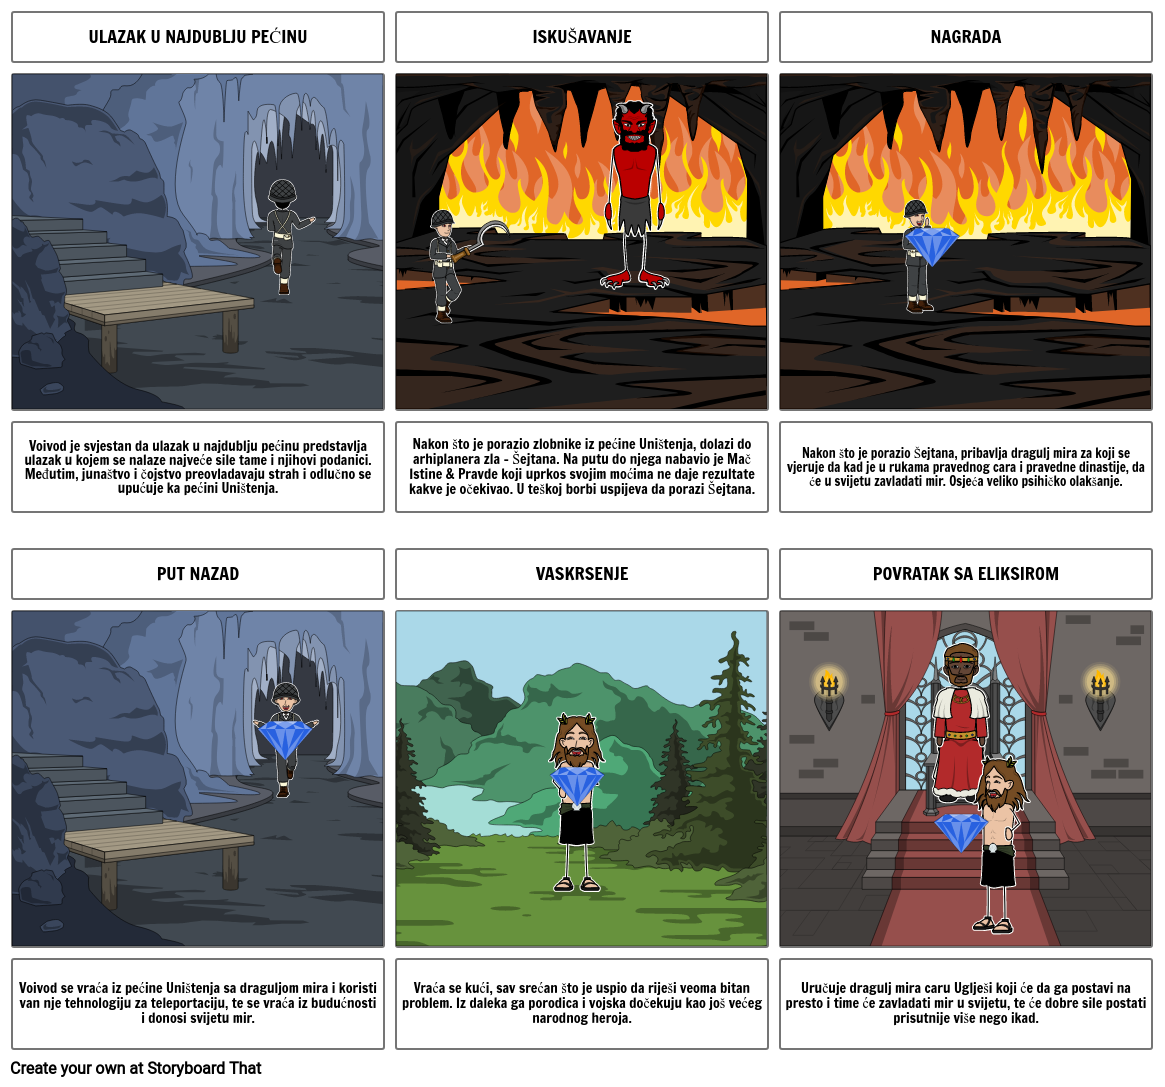 ULAZAK U NAJDUBLJU PEĆINU
ISKUŠAVANJE
NAGRADA
Voivod je svjestan da ulazak u najdublju pećinu predstavlja
ulazak u kojem se nalaze najveće sile tame i njihovi podanici.
Međutim, junaštvo i čojstvo preovladavaju strah i odlučno se
upućuje ka pećini Uništenja.
Nakon što je porazio zlobnike iz pećine Uništenja, dolazi do
arhiplanera zla - Šejtana. Na putu do njega nabavio je Mač
Istine & Pravde koji uprkos svojim moćima ne daje rezultate
kakve je očekivao. U teškoj borbi uspijeva da porazi Šejtana.
Nakon što je porazio Šejtana, pribavlja dragulj mira za koji se
vjeruje da kad je u rukama pravednog cara i pravedne dinastije, da
će u svijetu zavladati mir. Osjeća veliko psihičko olakšanje.
PUT NAZAD
VASKRSENJE
POVRATAK SA ELIKSIROM
Voivod se vraća iz pećine Uništenja sa draguljom mira i koristi
van nje tehnologiju za teleportaciju, te se vraća iz budućnosti
i donosi svijetu mir.
Vraća se kući, sav srećan što je uspio da riješi veoma bitan
problem. Iz daleka ga porodica i vojska dočekuju kao još većeg
narodnog heroja.
Uručuje dragulj mira caru Uglješi koji će da ga postavi na
presto i time će zavladati mir u svijetu, te će dobre sile postati
prisutnije više nego ikad.
Create your own at Storyboard That